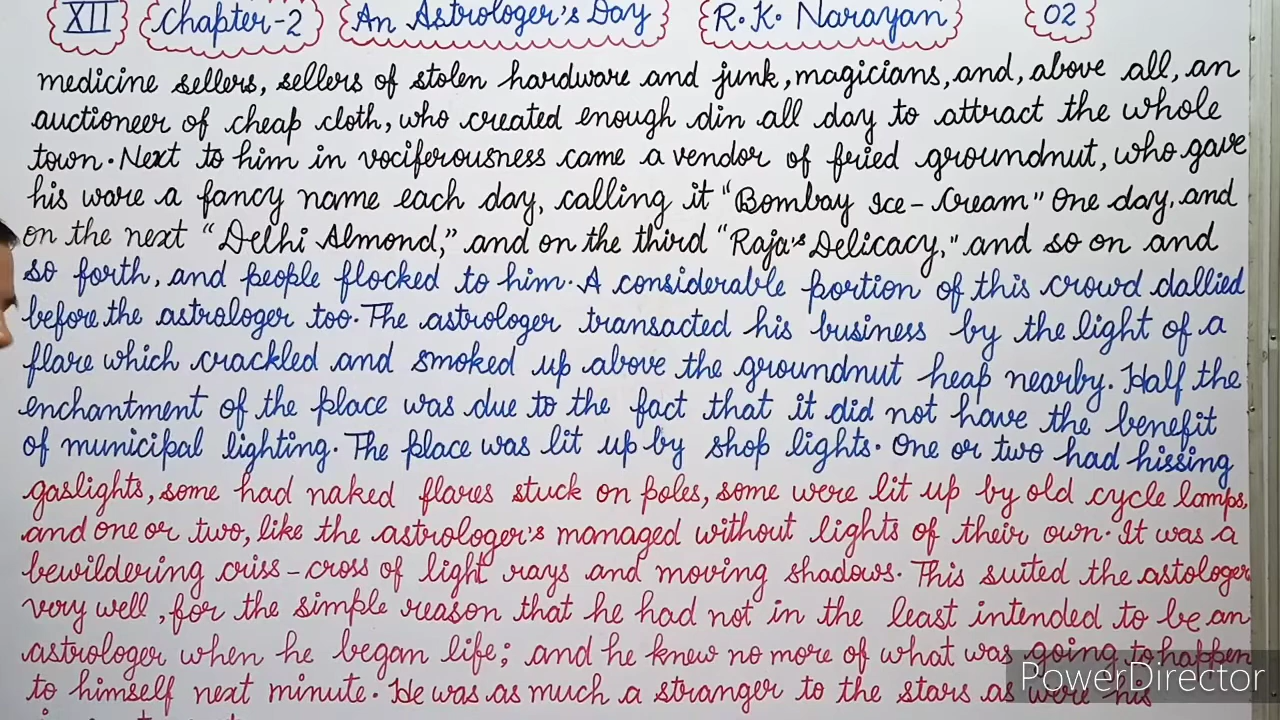 XII Chapter-2 An Astrologer's Day R. K. Narayan 02
medicine sellers, sellers of stolen hardware and junk, magicians, and, above all, an
auctioneer of cheap cloth, who created enough din all day to attract the whole
town. Next to him in vociferousness came a vendor of fried groundnut, who gave
his ware a fancy name each day, calling it "Bombay Ice-Cream" One day, and
on the next "Delhi Almond," and on the third "Raja's Delicacy," and so on and
so forth, and people flocked to him. A considerable portion of this crowd dallied
before the astrologer too. The astrologer transacted his business by the light of a
flare which crackled and smoked up above the groundnut heap nearby. Half the
enchantment of the place was due to the fact that it did not have the benefit
of municipal lighting. The place was lit up by shop lights. One or two had hissing
gaslights, some had naked flares stuck on poles, some were lit up by old cycle lamps,
and one or two, like the astrologer's managed without lights of their own. It was a
bewildering criss-cross of light rays and moving shadows. This suited the astologer
very well, for the simple reason that he had not in the least intended to be an
astrologer when he began life; and he knew no more of what was going to happen
to himself next minute. He was as much a stranger to the stars as were his
PowerDirector